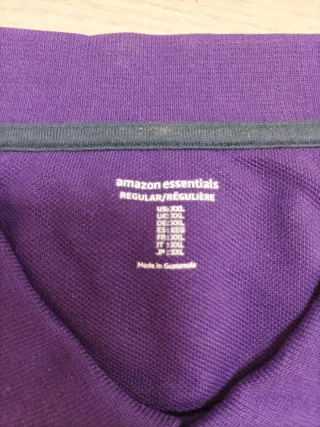 amazon essentials
REGULAR/RÉGULIÈRE
US: XXL
UK: XXL
DE: XXL
ES: EEG
FR: XXL
IT : XXL
JP : 3XL
Made in Guatemala